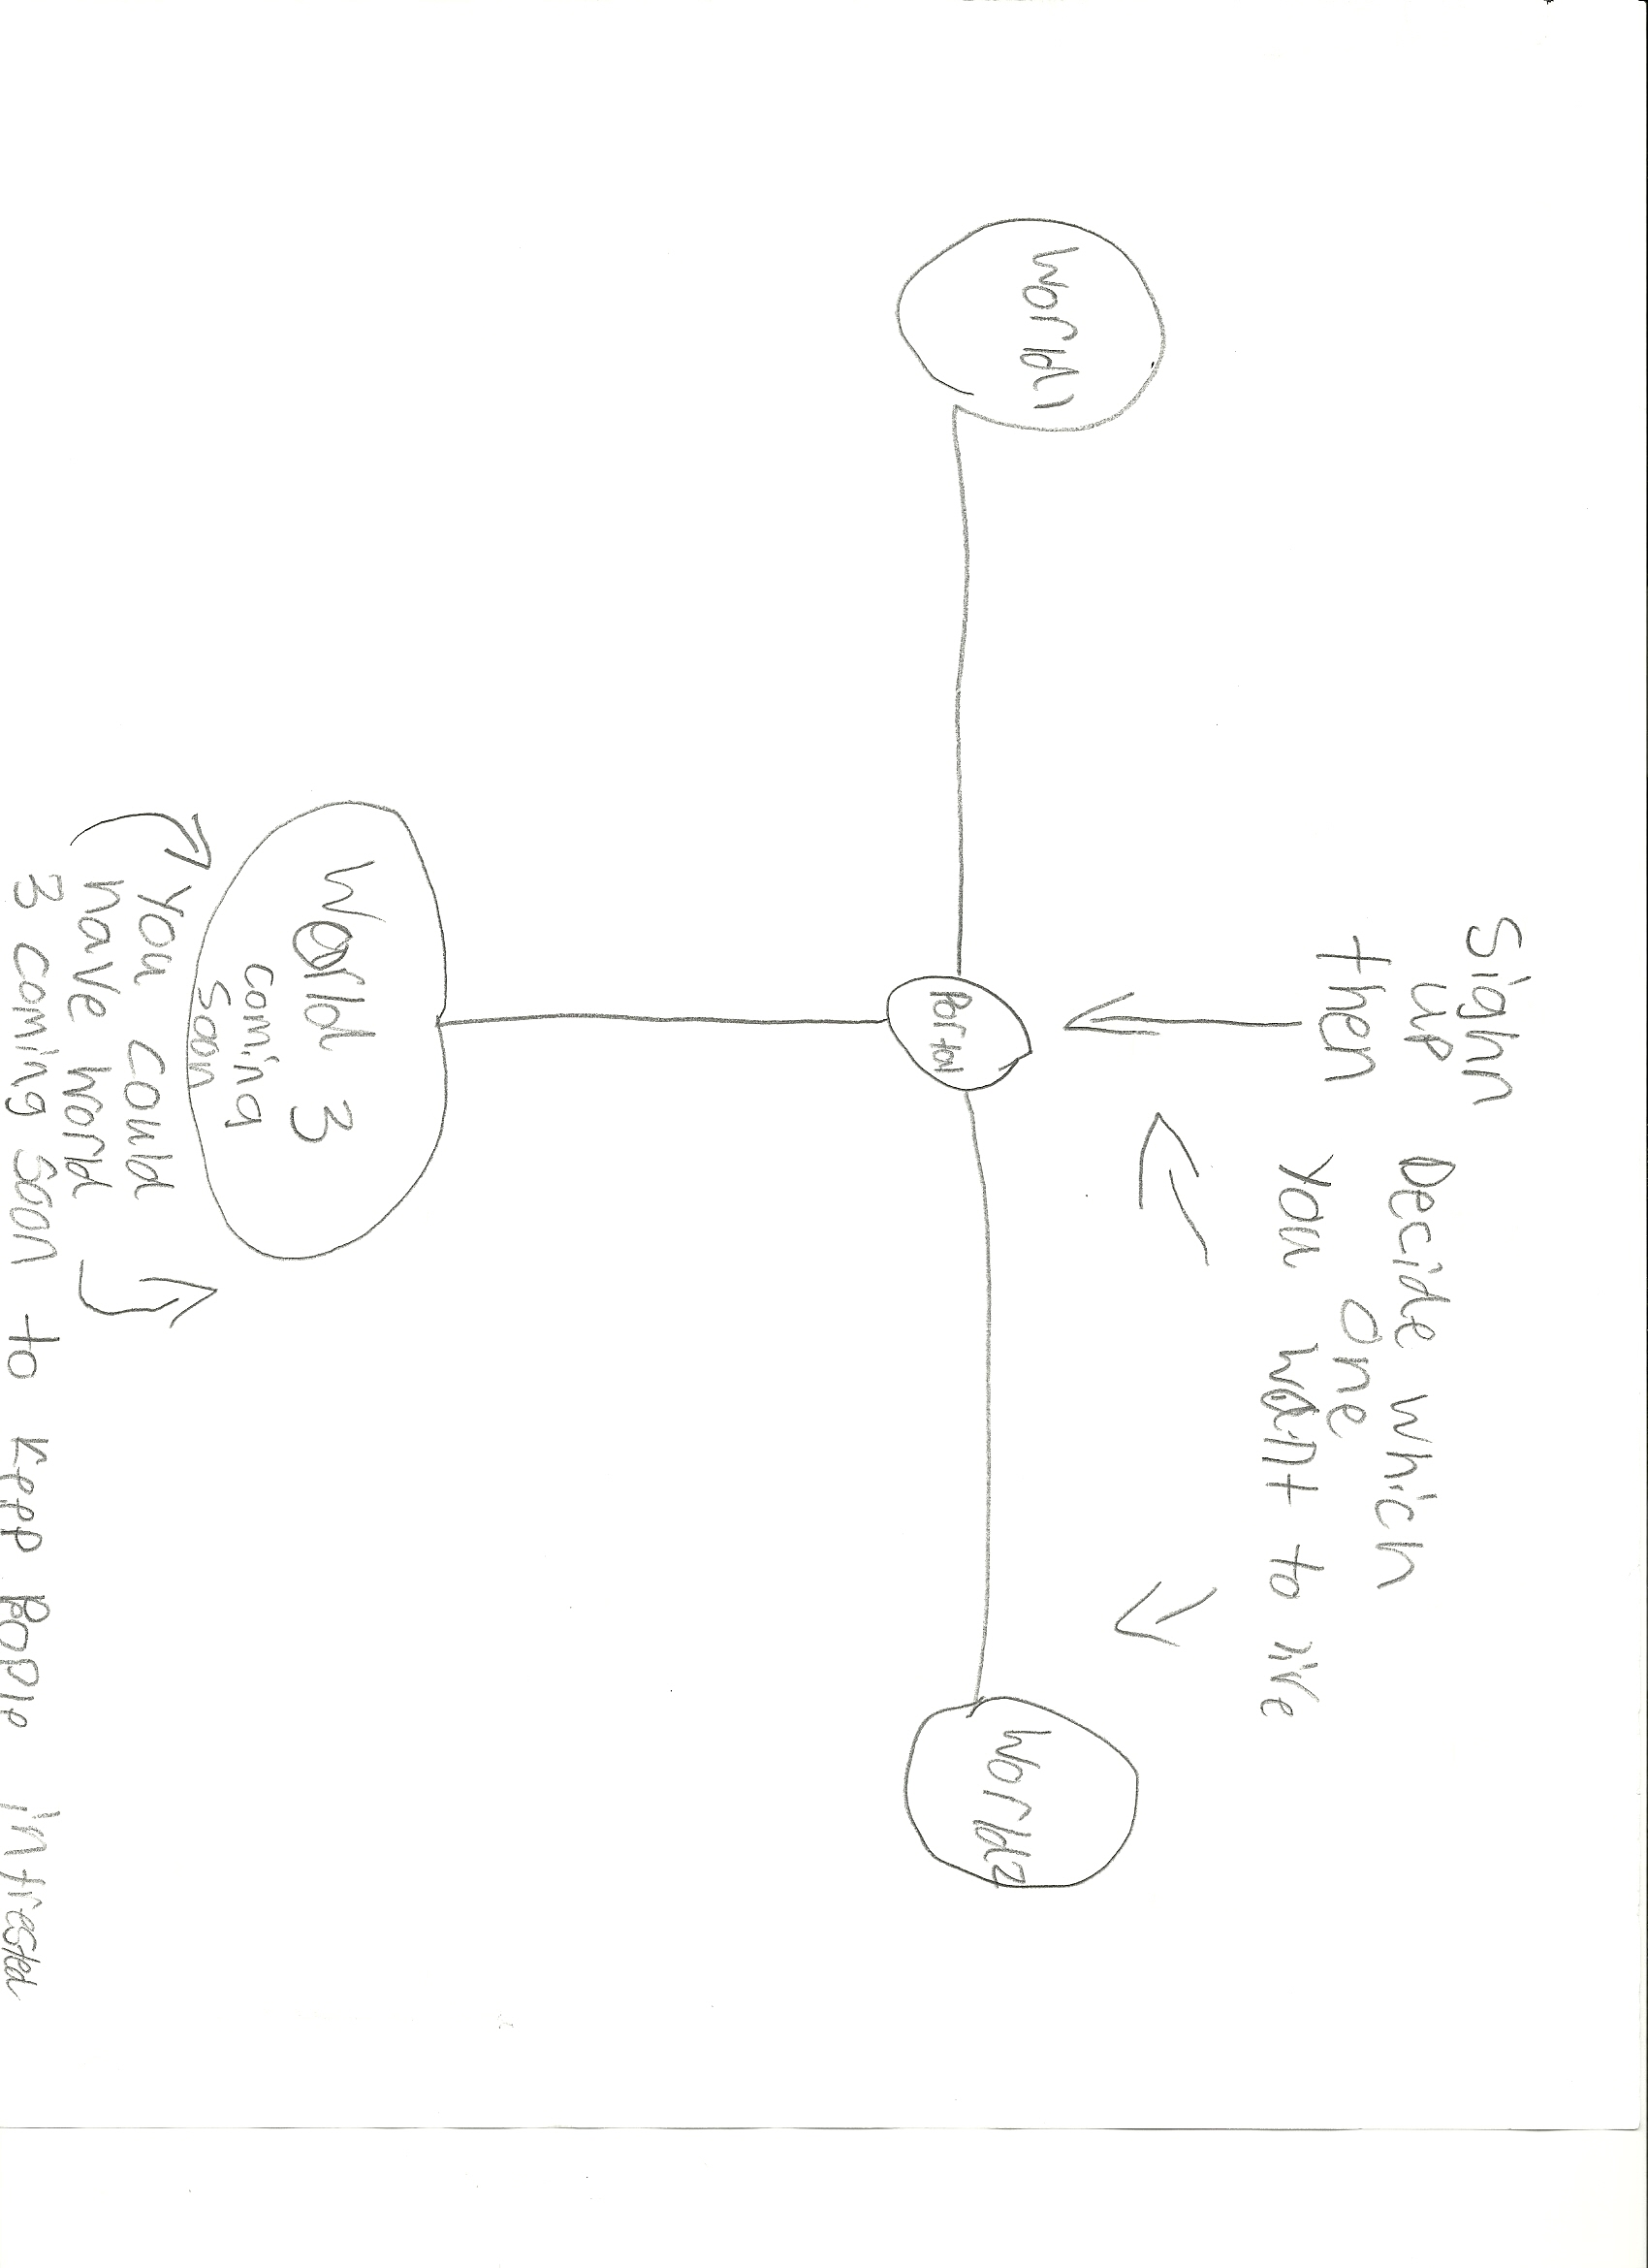 Sighn
up
then
Decide which
one
you want to live
World1
Portal
World2
World 3
coming
soon
You could
have world
3 coming soon to keep Pople intrested